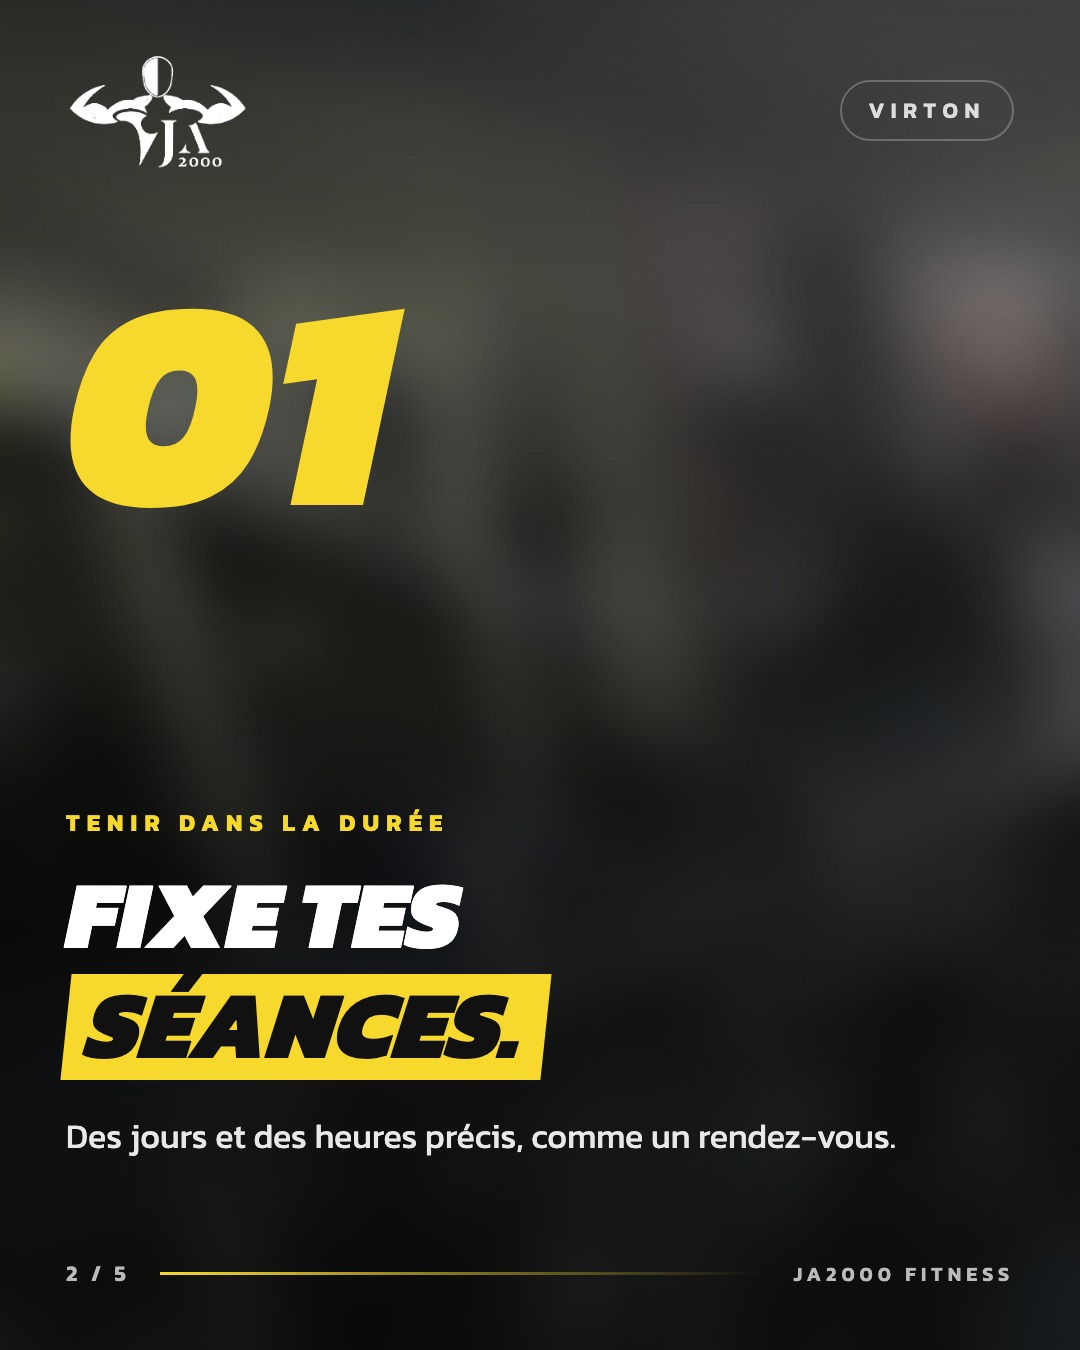 JA
2000
VIRTON
01
TENIR DANS LA DURÉE
FIXE TES
SÉANCES.
Des jours et des heures précis, comme un rendez-vous.
2 / 5
JA2000 FITNESS